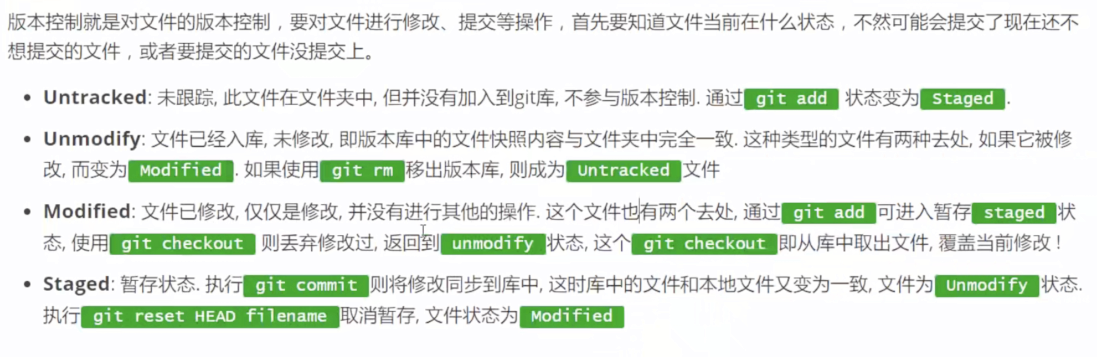 版本控制就是对文件的版本控制，要对文件进行修改、提交等操作，首先要知道文件当前在什么状态，不然可能会提交了现在还不
想提交的文件，或者要提交的文件没提交上。
• Untracked: 未跟踪, 此文件在文件夹中, 但并没有加入到git库, 不参与版本控制. 通过 git add 状态变为 Staged .
• Unmodify: 文件已经入库, 未修改, 即版本库中的文件快照内容与文件夹中完全一致. 这种类型的文件有两种去处, 如果它被修
改, 而变为 Modified . 如果使用 git rm 移出版本库, 则成为 Untracked 文件
• Modified: 文件已修改, 仅仅是修改, 并没有进行其他的操作. 这个文件也有两个去处, 通过 git add 可进入暂存 staged 状
态, 使用 git checkout 则丢弃修改过, 返回到 unmodify 状态, 这个 git checkout 即从库中取出文件, 覆盖当前修改 !
• Staged: 暂存状态. 执行 git commit 则将修改同步到库中, 这时库中的文件和本地文件又变为一致, 文件为 Unmodify 状态.
执行 git reset HEAD filename 取消暂存, 文件状态为 Modified